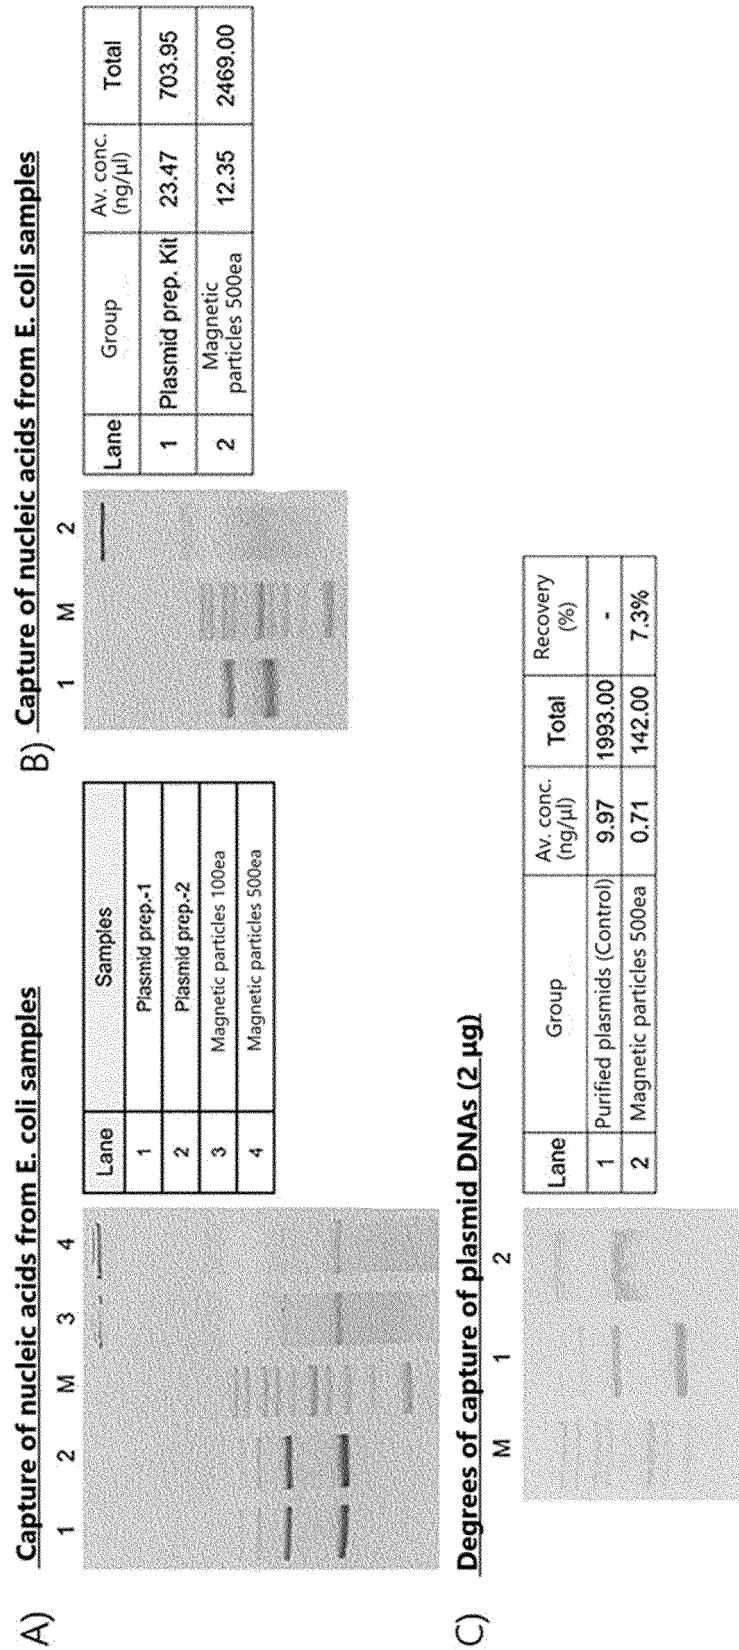 A) Capture of nucleic acids from E. coli samples
1 2 M 3 4
Lane Samples
1 Plasmid prep.-1
2 Plasmid prep.-2
3 Magnetic particles 100ea
4 Magnetic particles 500ea
B) Capture of nucleic acids from E. coli samples
1 M 2
Lane Group Av. conc. (ng/µl) Total
1 Plasmid prep. Kit 23.47 703.95
2 Magnetic particles 500ea 12.35 2469.00
C) Degrees of capture of plasmid DNAs (2 µg)
M 1 2
Lane Group Av. conc. (ng/µl) Total Recovery (%)
1 Purified plasmids (Control) 9.97 1993.00 -
2 Magnetic particles 500ea 0.71 142.00 7.3%